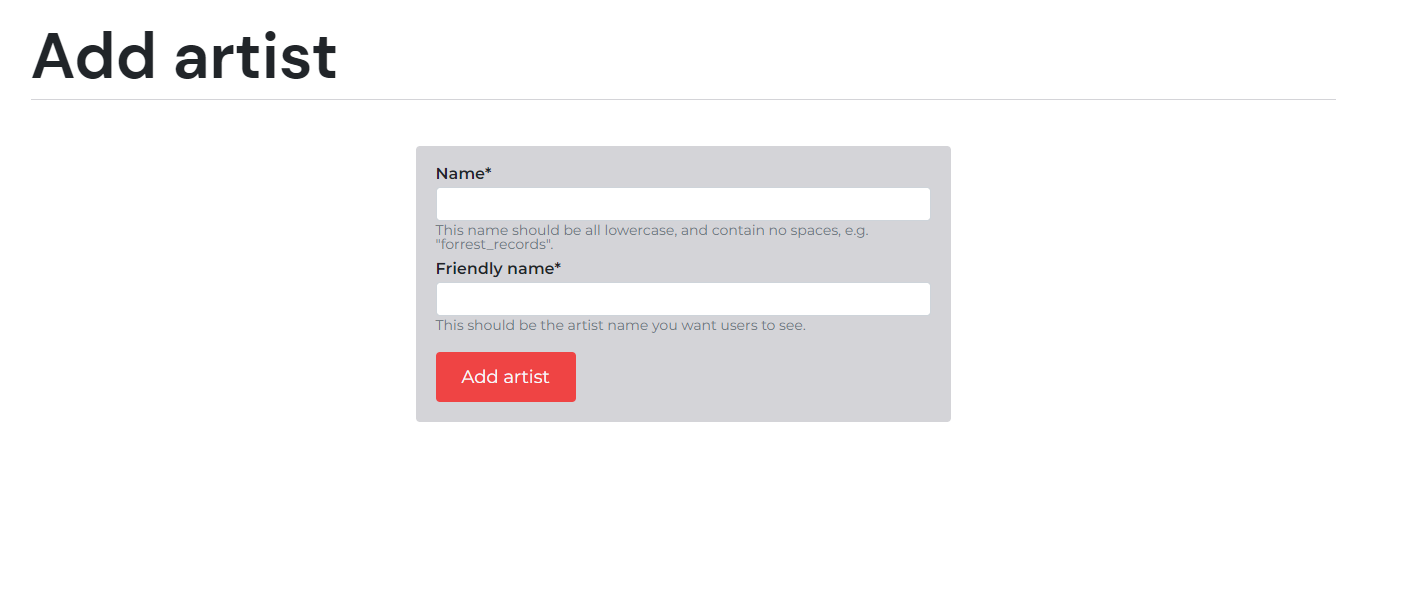 Add artist
Name*
This name should be all lowercase, and contain no spaces, e.g.
"forrest_records".
Friendly name*
This should be the artist name you want users to see.
Add artist